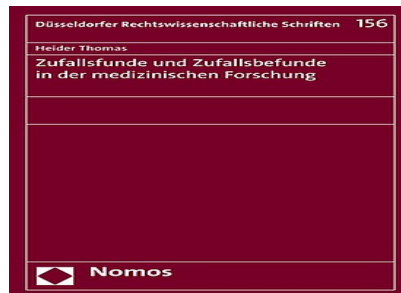 Düsseldorfer Rechtswissenschaftliche Schriften 156
Heider Thomas
Zufallsfunde und Zufallsbefunde
in der medizinischen Forschung
Nomos